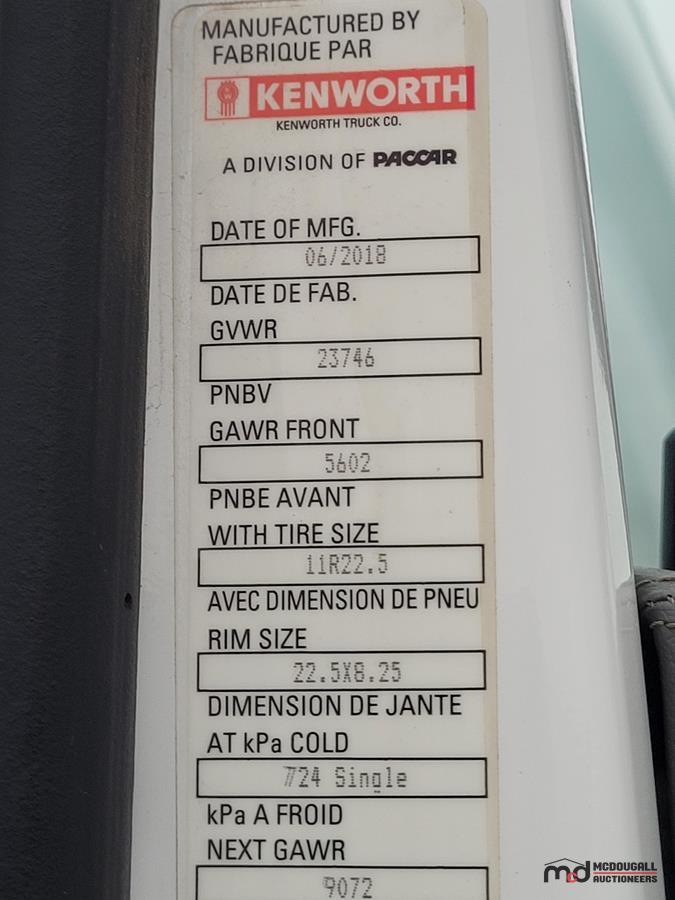 MANUFACTURED BY
FABRIQUE PAR
KENWORTH
KENWORTH TRUCK CO.
A DIVISION OF PACCAR
DATE OF MFG.
06/2018
DATE DE FAB.
GVWR
23746
PNBV
GAWR FRONT
5602
PNBE AVANT
WITH TIRE SIZE
11R22.5
AVEC DIMENSION DE PNEU
RIM SIZE
22.5X8.25
DIMENSION DE JANTE
AT kPa COLD
724 Single
kPa A FROID
NEXT GAWR
9072
md MCDOUGALL
AUCTIONEERS